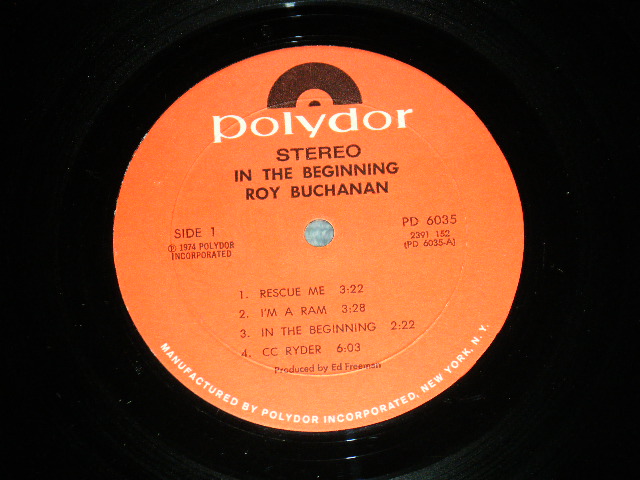 polydor
STEREO
IN THE BEGINNING
ROY BUCHANAN
SIDE 1
℗ 1974 POLYDOR
INCORPORATED
PD 6035
2391 152
(PD 6035-A)
1. RESCUE ME 3:22
2. I'M A RAM 3:28
3. IN THE BEGINNING 2:22
4. CC RYDER 6:03
Produced by Ed Freeman
MANUFACTURED BY POLYDOR INCORPORATED, NEW YORK, N.Y.